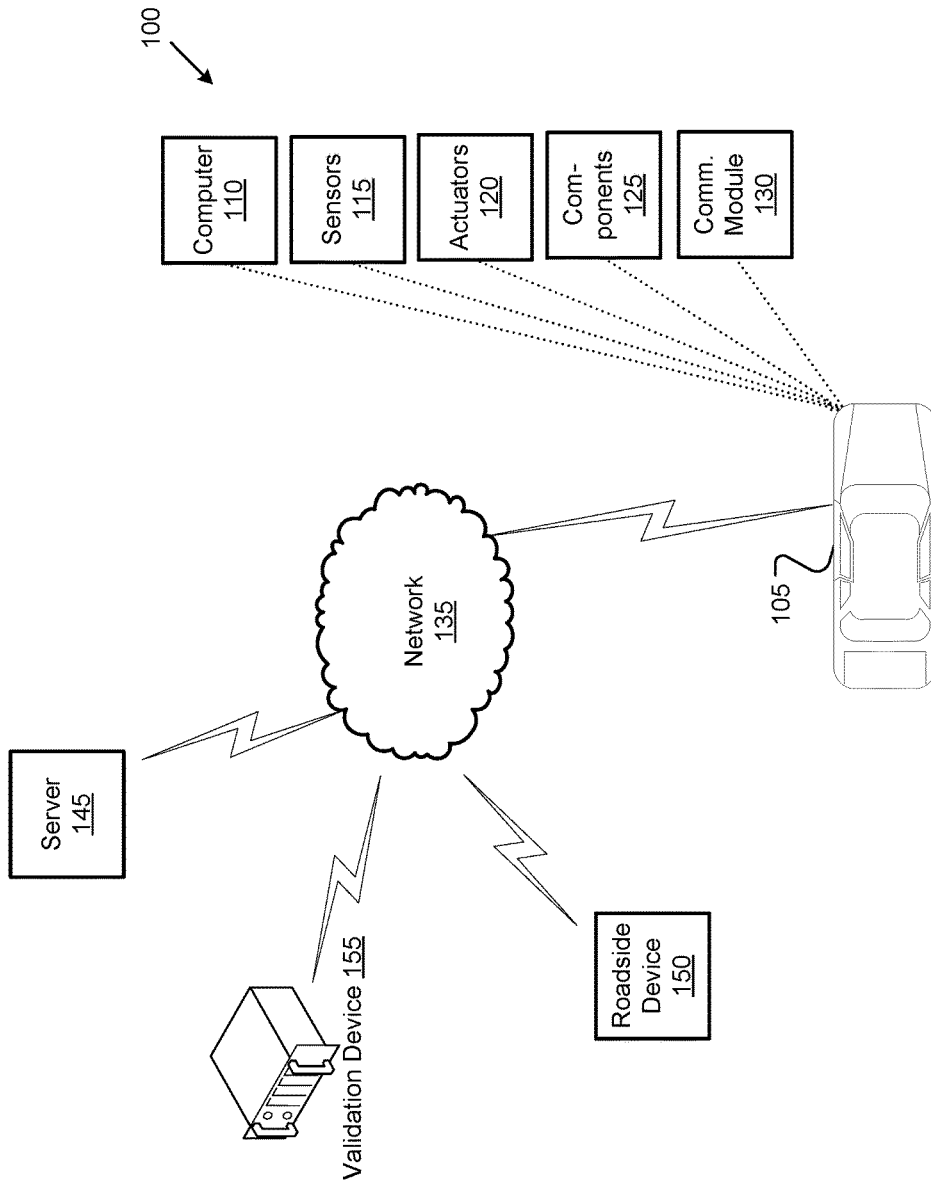 100
Computer
110
Sensors
115
Actuators
120
Com-
ponents
125
Comm.
Module
130
Server
145
Network
135
105
Validation Device 155
Roadside
Device
150